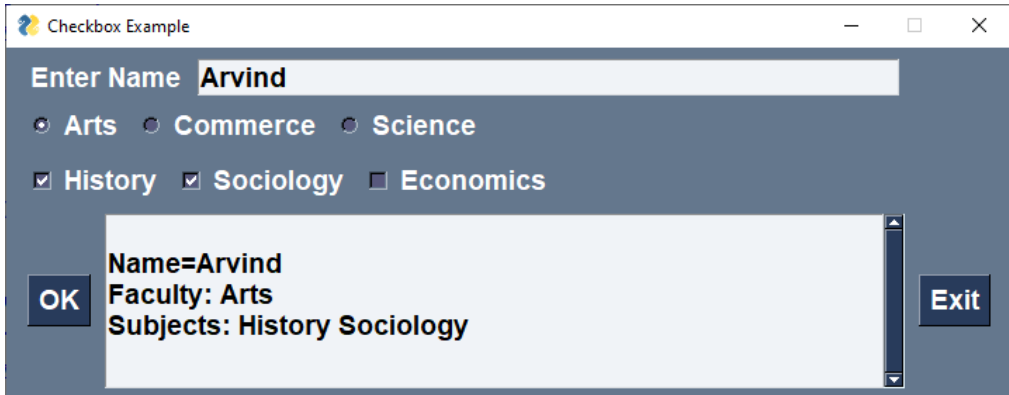 Checkbox Example
Enter Name Arvind
Arts Commerce Science
History Sociology Economics
Name=Arvind
Faculty: Arts
Subjects: History Sociology
OK
Exit